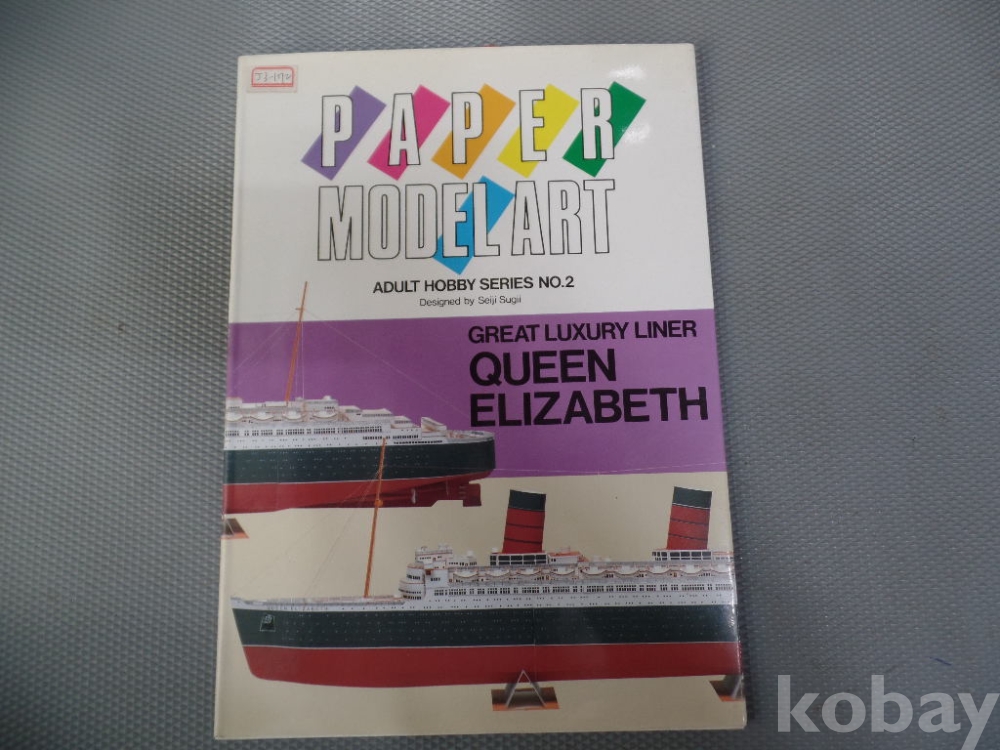 PAPER
MODEL ART
ADULT HOBBY SERIES NO.2
Designed by Seiji Sugii
GREAT LUXURY LINER
QUEEN
ELIZABETH
kobay